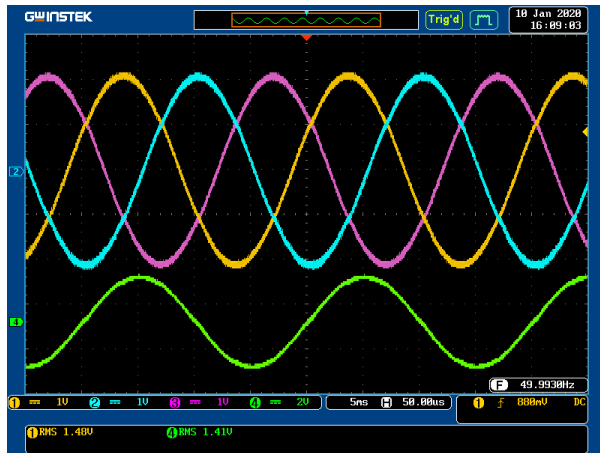 GWINSTEK
Trig'd
10 Jan 2020
16:09:03
2
4
F 49.9930Hz
1 1V 2 1V 3 1V 4 2V 5ms H 50.00us 1 880mV DC
1 RMS 1.48V 4 RMS 1.41V